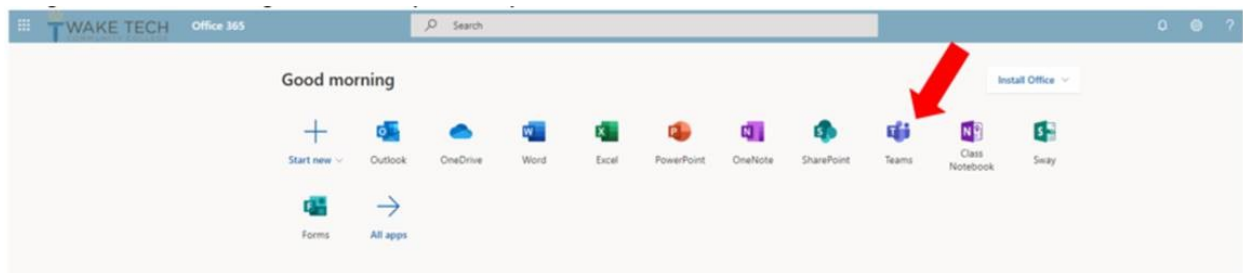 WAKE TECH Office 365 Search ?
Good morning
Install Office
Start new Outlook OneDrive Word Excel PowerPoint OneNote SharePoint Teams Class Notebook Sway
Forms All apps